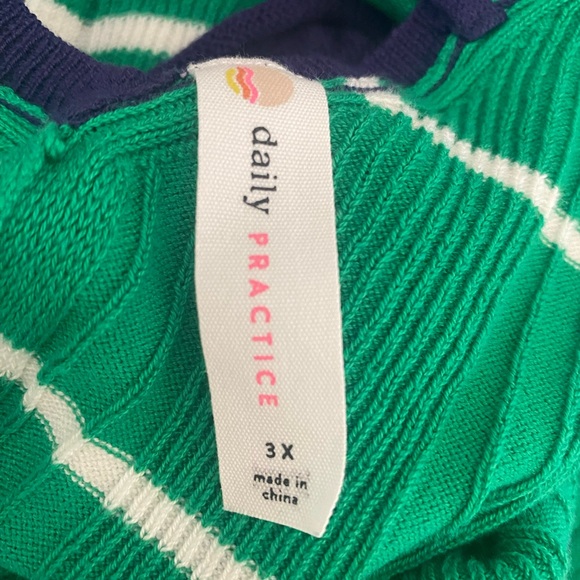 daily PRACTICE
3X
made in
china